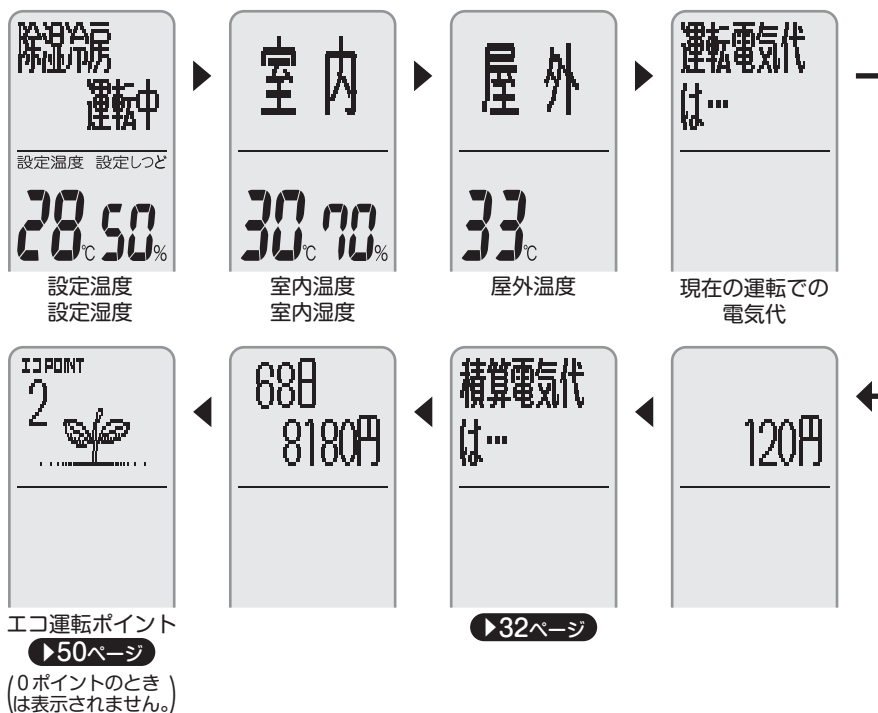 除湿冷房
運転中
設定温度 設定しつど
28℃ 50%
設定温度
設定湿度
室内
30℃ 70%
室内温度
室内湿度
屋外
33℃
屋外温度
運転電気代
は…
現在の運転での
電気代
120円
積算電気代
は…
▶32ページ
68日
8180円
エコPOINT
2
エコ運転ポイント
▶50ページ
(0ポイントのとき
は表示されません。)